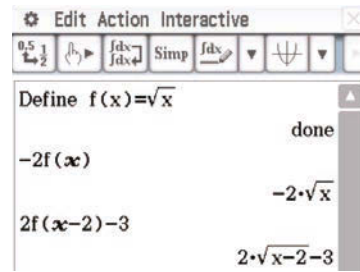 Edit Action Interactive
0.5 1 2 ∫dx ∫dx Simp ∫dx
Define f(x)=√x
done
-2f(x)
-2·√x
2f(x-2)-3
2·√x-2-3